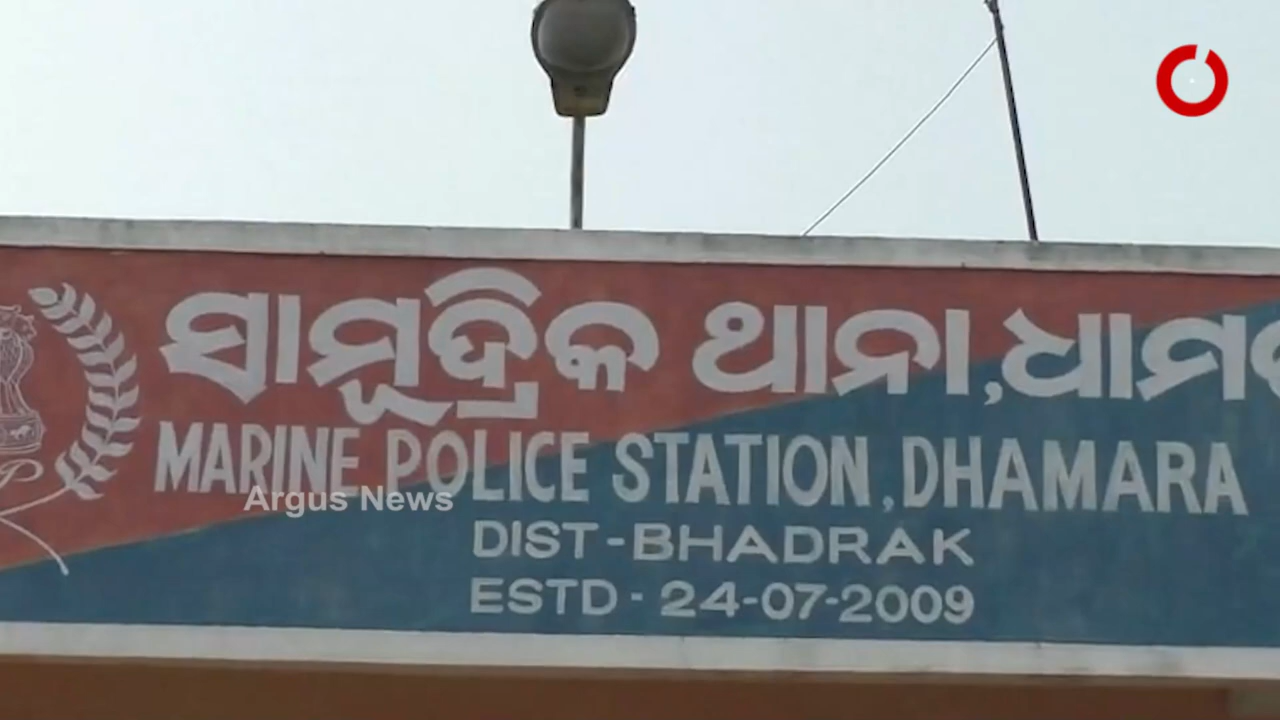 ସାମୁଦ୍ରିକ ଥାନା,
MARINE POLICE STATION, DHAMARA
Argus News
DIST-BHADRAK
ESTD - 24-07-2009